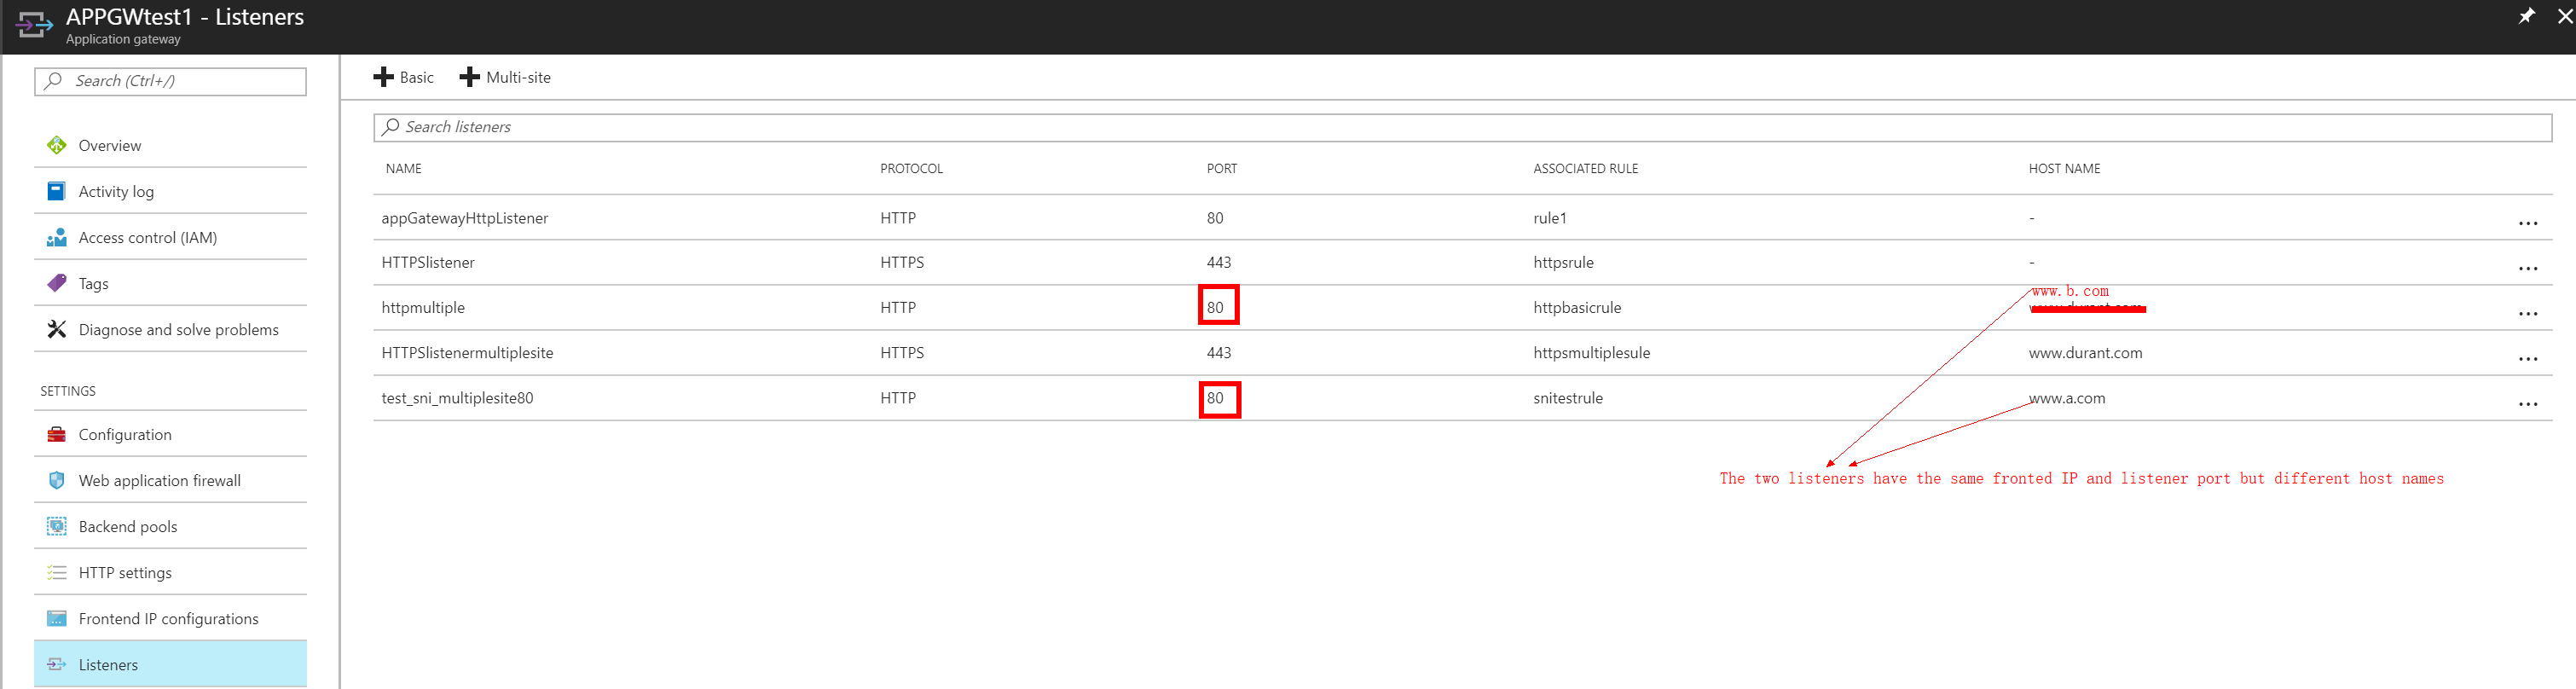 APPGWtest1 - Listeners
Application gateway
Search (Ctrl+/)
Overview
Activity log
Access control (IAM)
Tags
Diagnose and solve problems
SETTINGS
Configuration
Web application firewall
Backend pools
HTTP settings
Frontend IP configurations
Listeners
Basic Multi-site
Search listeners
NAME PROTOCOL PORT ASSOCIATED RULE HOST NAME
appGatewayHttpListener HTTP 80 rule1 - ...
HTTPSlistener HTTPS 443 httpsrule - ...
www.b.com
httpmultiple HTTP 80 httpbasicrule ...
HTTPSlistenermultiplesite HTTPS 443 httpsmultiplesule www.durant.com ...
test_sni_multiplesite80 HTTP 80 snitestrule www.a.com ...
The two listeners have the same fronted IP and listener port but different host names